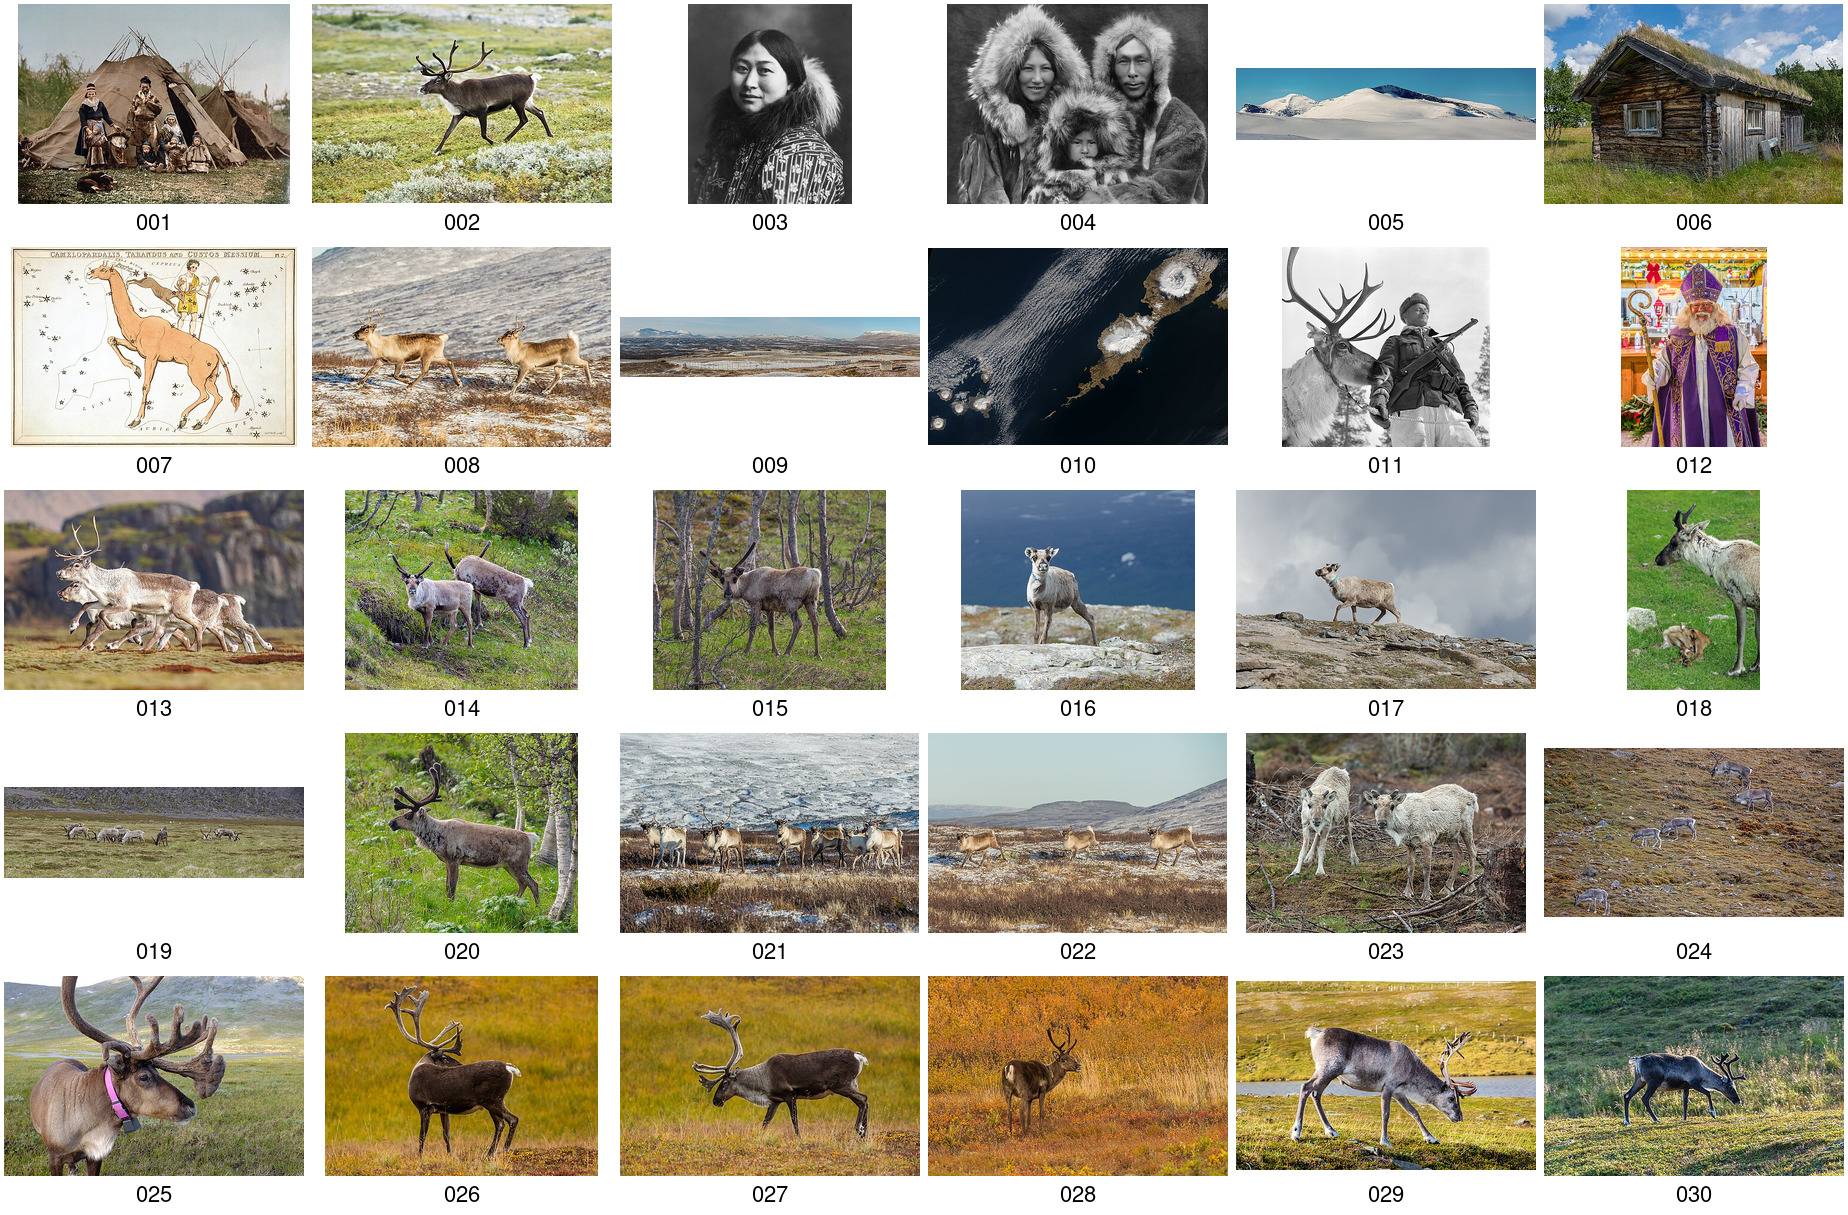 001 002 003 004 005 006
CAMELOPARDALIS, TARANDUS AND CUSTOS MESSIUM.
007 008 009 010 011 012
013 014 015 016 017 018
019 020 021 022 023 024
025 026 027 028 029 030